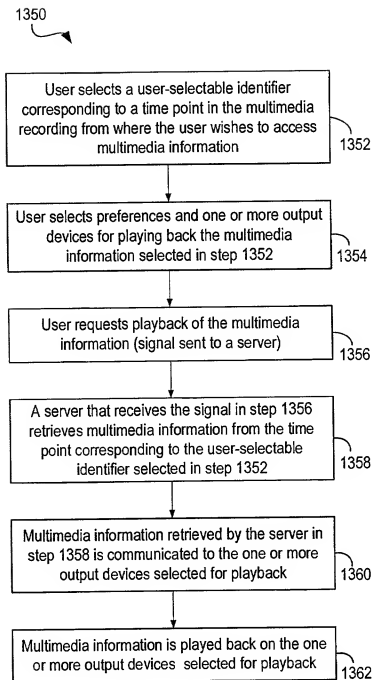 1350
User selects a user-selectable identifier
corresponding to a time point in the multimedia
recording from where the user wishes to access
multimedia information
1352
User selects preferences and one or more output
devices for playing back the multimedia
information selected in step 1352
1354
User requests playback of the multimedia
information (signal sent to a server)
1356
A server that receives the signal in step 1356
retrieves multimedia information from the time
point corresponding to the user-selectable
identifier selected in step 1352
1358
Multimedia information retrieved by the server in
step 1358 is communicated to the one or more
output devices selected for playback
1360
Multimedia information is played back on the one
or more output devices selected for playback
1362